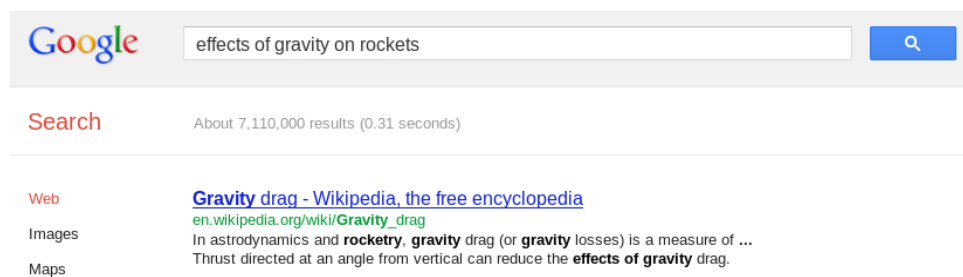 Google
effects of gravity on rockets
Search
About 7,110,000 results (0.31 seconds)
Web
Images
Maps
Gravity drag - Wikipedia, the free encyclopedia
en.wikipedia.org/wiki/Gravity_drag
In astrodynamics and rocketry, gravity drag (or gravity losses) is a measure of ...
Thrust directed at an angle from vertical can reduce the effects of gravity drag.